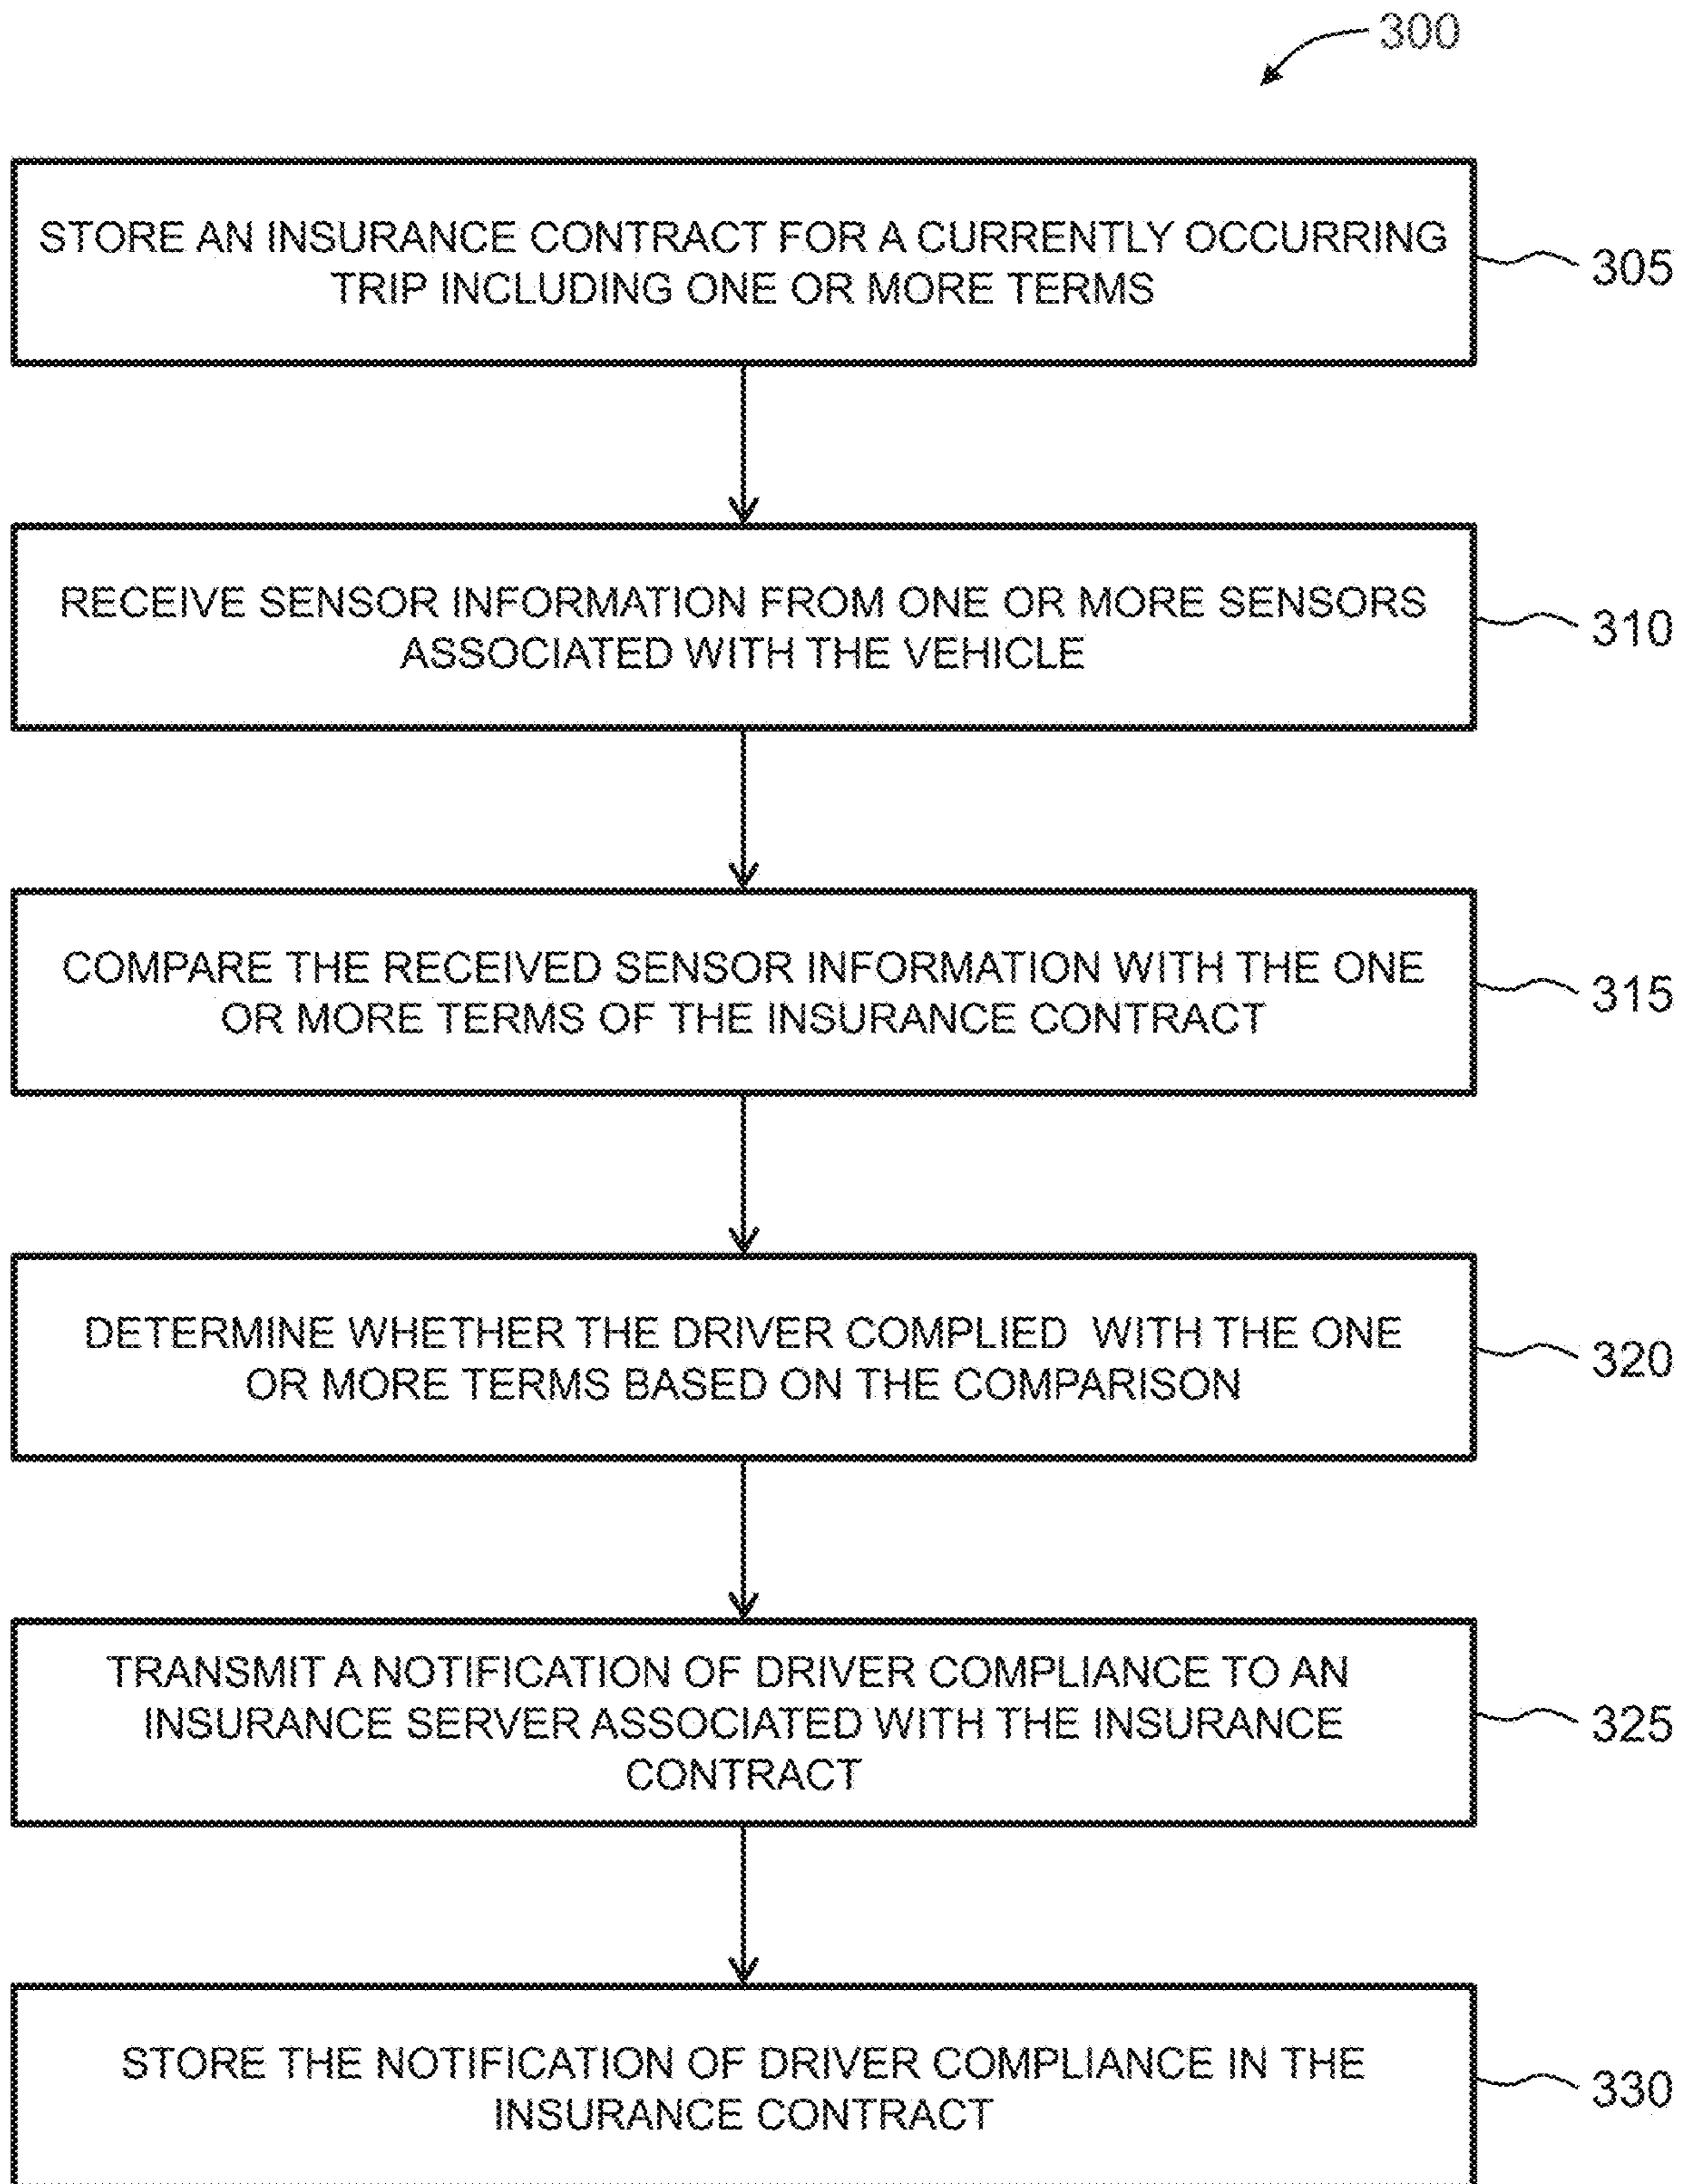 300
STORE AN INSURANCE CONTRACT FOR A CURRENTLY OCCURRING
TRIP INCLUDING ONE OR MORE TERMS
305
RECEIVE SENSOR INFORMATION FROM ONE OR MORE SENSORS
ASSOCIATED WITH THE VEHICLE
310
COMPARE THE RECEIVED SENSOR INFORMATION WITH THE ONE
OR MORE TERMS OF THE INSURANCE CONTRACT
315
DETERMINE WHETHER THE DRIVER COMPLIED WITH THE ONE
OR MORE TERMS BASED ON THE COMPARISON
320
TRANSMIT A NOTIFICATION OF DRIVER COMPLIANCE TO AN
INSURANCE SERVER ASSOCIATED WITH THE INSURANCE
CONTRACT
325
STORE THE NOTIFICATION OF DRIVER COMPLIANCE IN THE
INSURANCE CONTRACT
330